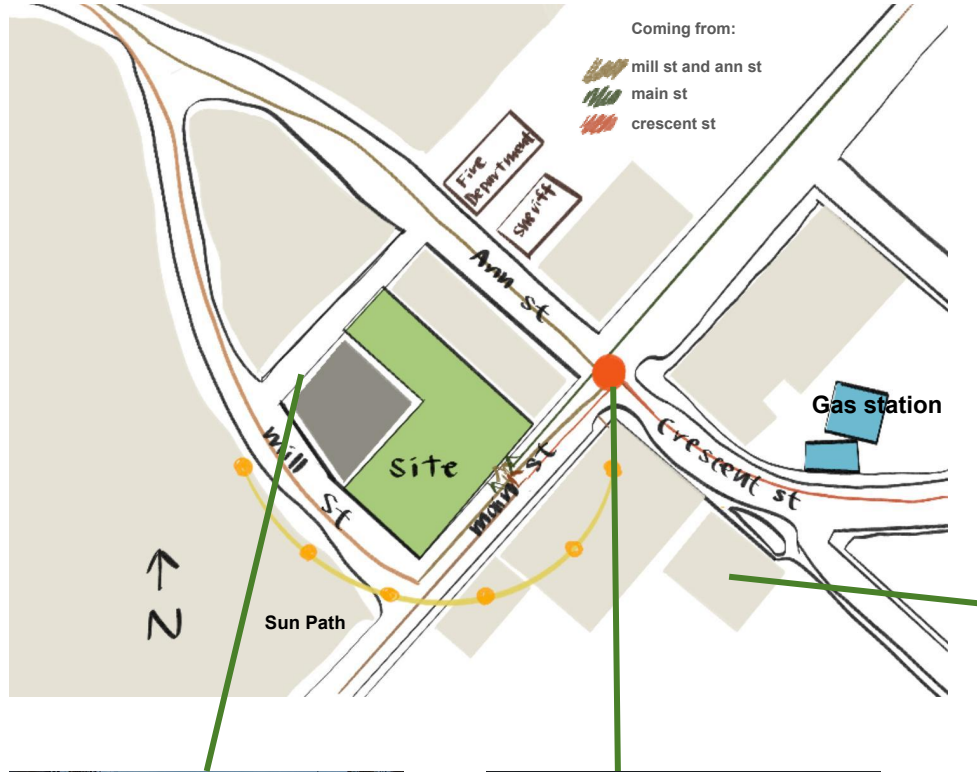 Coming from:
mill st and ann st
main st
crescent st
Fire
Department
Sheriff
Ann st
Gas station
mill st
site
main st
crescent st
N
Sun Path